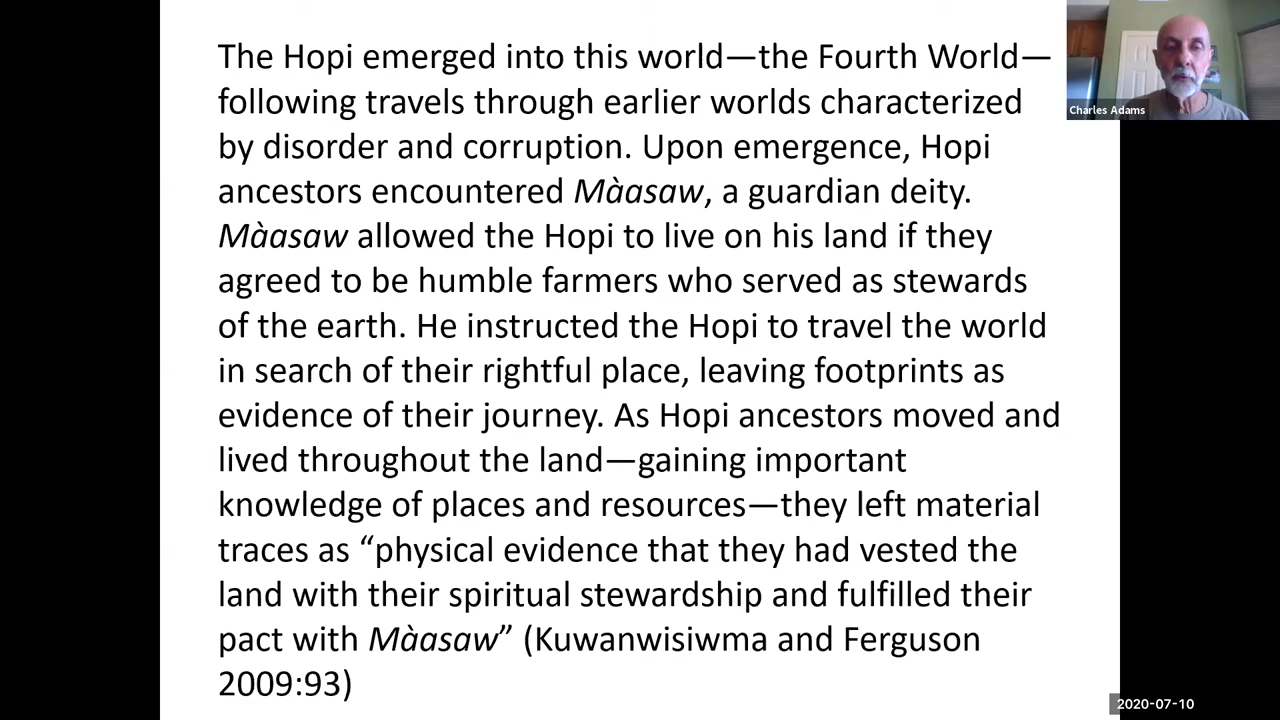 The Hopi emerged into this world—the Fourth World—
following travels through earlier worlds characterized
by disorder and corruption. Upon emergence, Hopi
ancestors encountered Màasaw, a guardian deity.
Màasaw allowed the Hopi to live on his land if they
agreed to be humble farmers who served as stewards
of the earth. He instructed the Hopi to travel the world
in search of their rightful place, leaving footprints as
evidence of their journey. As Hopi ancestors moved and
lived throughout the land—gaining important
knowledge of places and resources—they left material
traces as “physical evidence that they had vested the
land with their spiritual stewardship and fulfilled their
pact with Màasaw” (Kuwanwisiwma and Ferguson
2009:93)
Charles Adams
2020-07-10